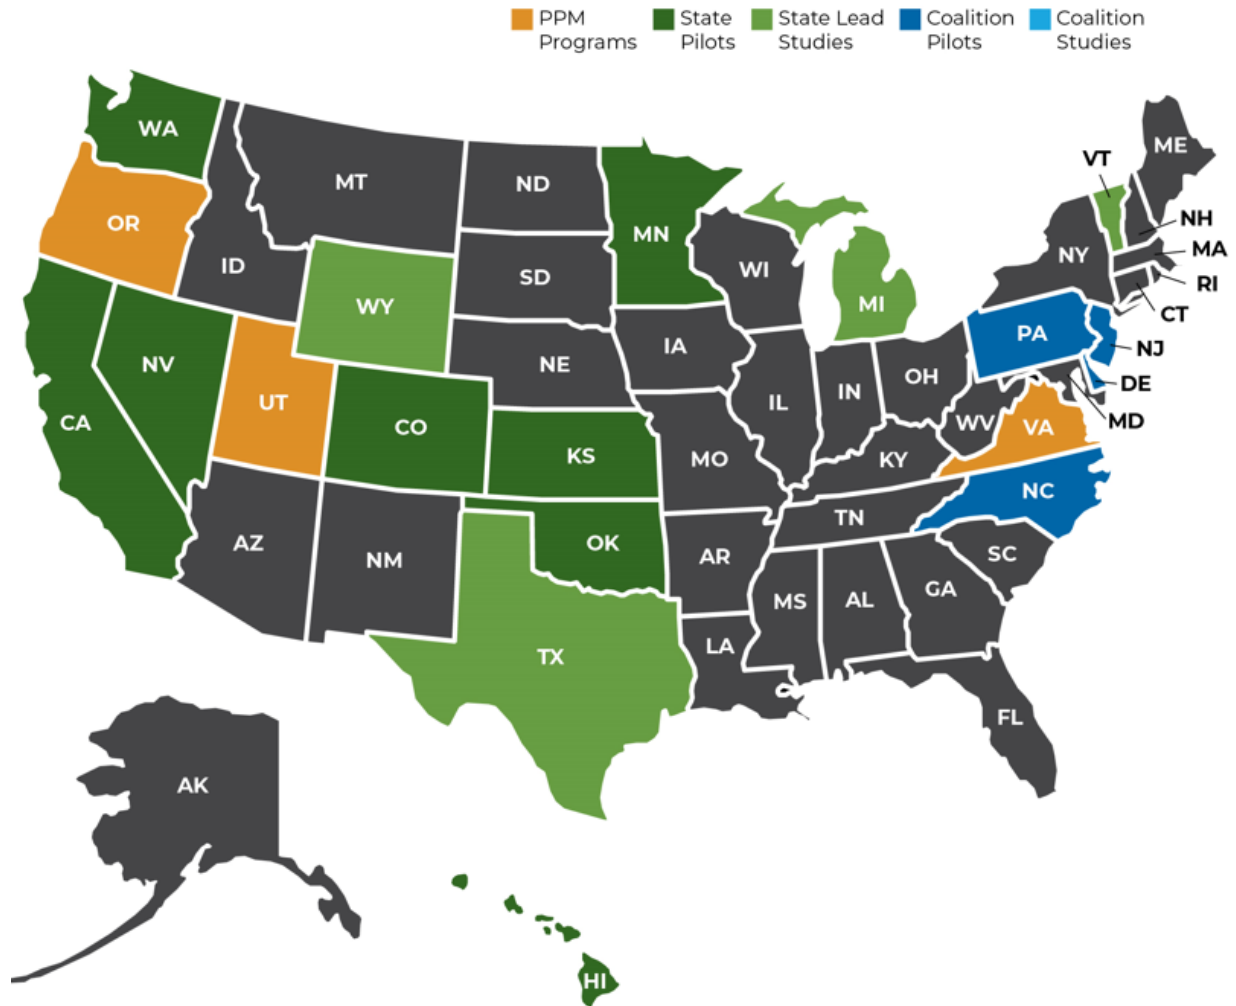 PPM
Programs
State
Pilots
State Lead
Studies
Coalition
Pilots
Coalition
Studies
WA
MT
ND
MN
ME
VT
OR
ID
SD
WI
NY
NH
MA
RI
CT
WY
MI
PA
NJ
IA
NE
NV
UT
CO
IL
IN
OH
DE
MD
CA
KS
MO
WV
VA
KY
NC
AZ
NM
OK
TN
AR
SC
MS
AL
GA
TX
LA
FL
AK
HI